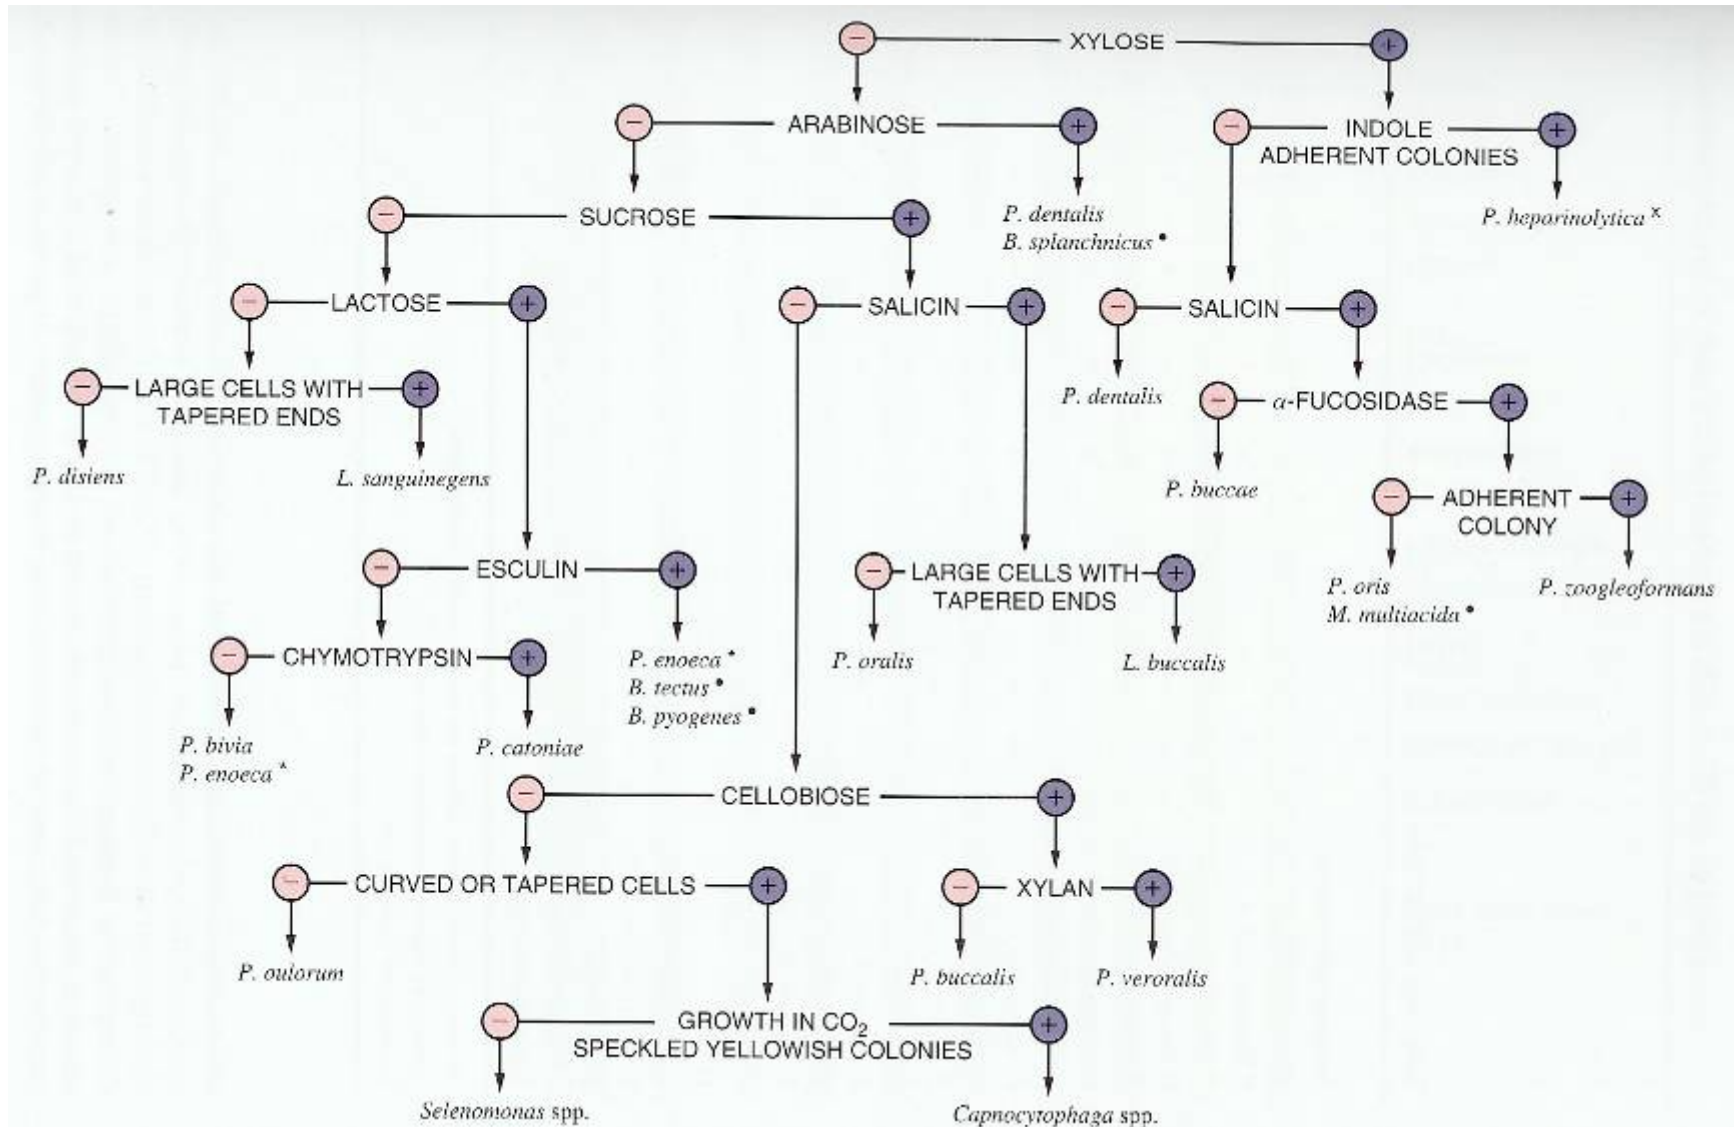 − XYLOSE +
− ARABINOSE +
− INDOLE +
ADHERENT COLONIES
− SUCROSE +
P. dentalis
B. splanchnicus •
P. heparinolytica x
− LACTOSE +
− SALICIN +
− SALICIN +
− LARGE CELLS WITH +
TAPERED ENDS
P. dentalis
− α-FUCOSIDASE +
P. disiens
L. sanguinegens
P. buccae
− ADHERENT +
COLONY
− ESCULIN +
− LARGE CELLS WITH +
TAPERED ENDS
P. oris
M. multiacida •
P. zoogleoformans
− CHYMOTRYPSIN +
P. enoeca *
B. tectus •
B. pyogenes •
P. oralis
L. buccalis
P. bivia
P. enoeca *
P. catoniae
− CELLOBIOSE +
− CURVED OR TAPERED CELLS +
− XYLAN +
P. oulorum
P. buccalis
P. veroralis
− GROWTH IN CO₂ +
SPECKLED YELLOWISH COLONIES
Selenomonas spp.
Capnocytophaga spp.